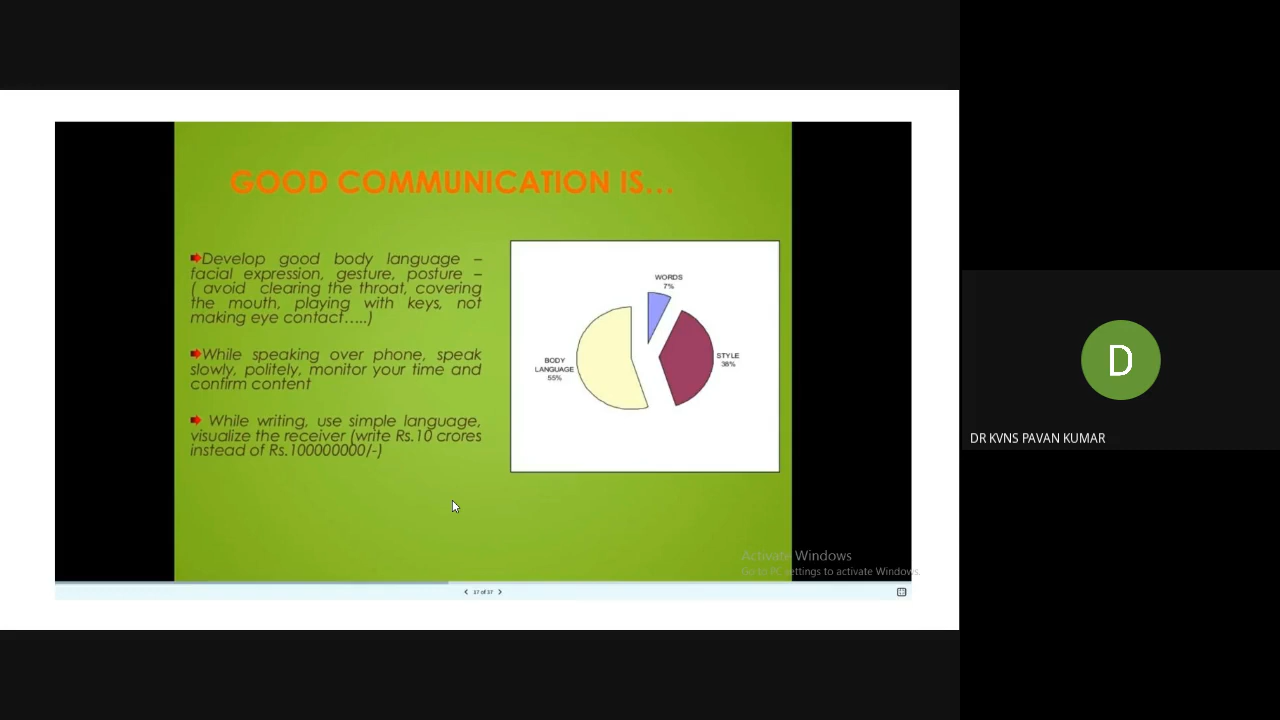 GOOD COMMUNICATION IS...
Develop good body language –
facial expression, gesture, posture –
( avoid clearing the throat, covering
the mouth, playing with keys, not
making eye contact…..)
While speaking over phone, speak
slowly, politely, monitor your time and
confirm content
While writing, use simple language,
visualize the receiver (write Rs.10 crores
instead of Rs.100000000/-)
WORDS
7%
STYLE
38%
BODY
LANGUAGE
55%
Activate Windows
Go to PC settings to activate Windows.
17 of 37
D
DR KVNS PAVAN KUMAR